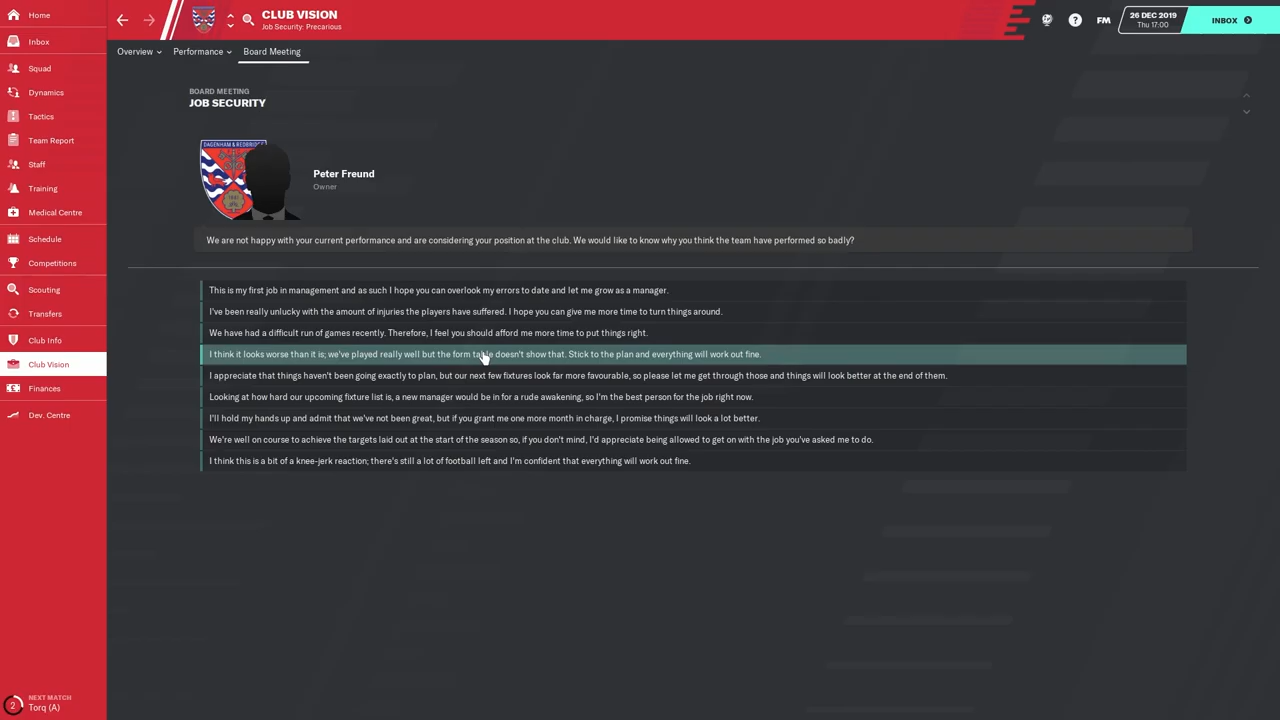 Home
Inbox
Squad
Dynamics
Tactics
Team Report
Staff
Training
Medical Centre
Schedule
Competitions
Scouting
Transfers
Club Info
Club Vision
Finances
Dev. Centre
2
NEXT MATCH
Torq (A)
CLUB VISION
Job Security: Precarious
FM
26 DEC 2019
Thu 17:00
INBOX
Overview
Performance
Board Meeting
BOARD MEETING
JOB SECURITY
DAGENHAM & REDBRIDGE
Peter Freund
Owner
We are not happy with your current performance and are considering your position at the club. We would like to know why you think the team have performed so badly?
This is my first job in management and as such I hope you can overlook my errors to date and let me grow as a manager.
I've been really unlucky with the amount of injuries the players have suffered. I hope you can give me more time to turn things around.
We have had a difficult run of games recently. Therefore, I feel you should afford me more time to put things right.
I think it looks worse than it is; we've played really well but the form table doesn't show that. Stick to the plan and everything will work out fine.
I appreciate that things haven't been going exactly to plan, but our next few fixtures look far more favourable, so please let me get through those and things will look better at the end of them.
Looking at how hard our upcoming fixture list is, a new manager would be in for a rude awakening, so I'm the best person for the job right now.
I'll hold my hands up and admit that we've not been great, but if you grant me one more month in charge, I promise things will look a lot better.
We're well on course to achieve the targets laid out at the start of the season so, if you don't mind, I'd appreciate being allowed to get on with the job you've asked me to do.
I think this is a bit of a knee-jerk reaction; there's still a lot of football left and I'm confident that everything will work out fine.